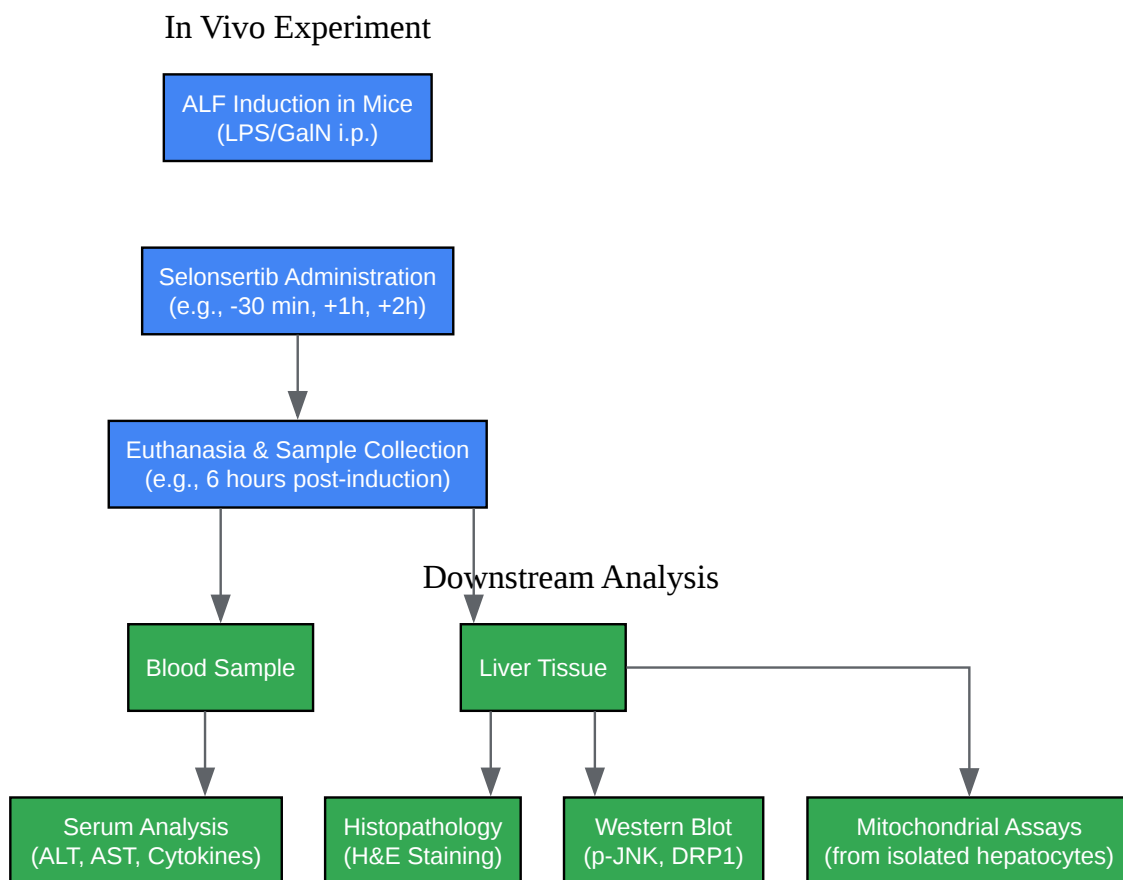 In Vivo Experiment
ALF Induction in Mice
(LPS/GalN i.p.)
Selonsertib Administration
(e.g., -30 min, +1h, +2h)
Euthanasia & Sample Collection
(e.g., 6 hours post-induction)
Downstream Analysis
Blood Sample
Liver Tissue
Serum Analysis
(ALT, AST, Cytokines)
Histopathology
(H&E Staining)
Western Blot
(p-JNK, DRP1)
Mitochondrial Assays
(from isolated hepatocytes)